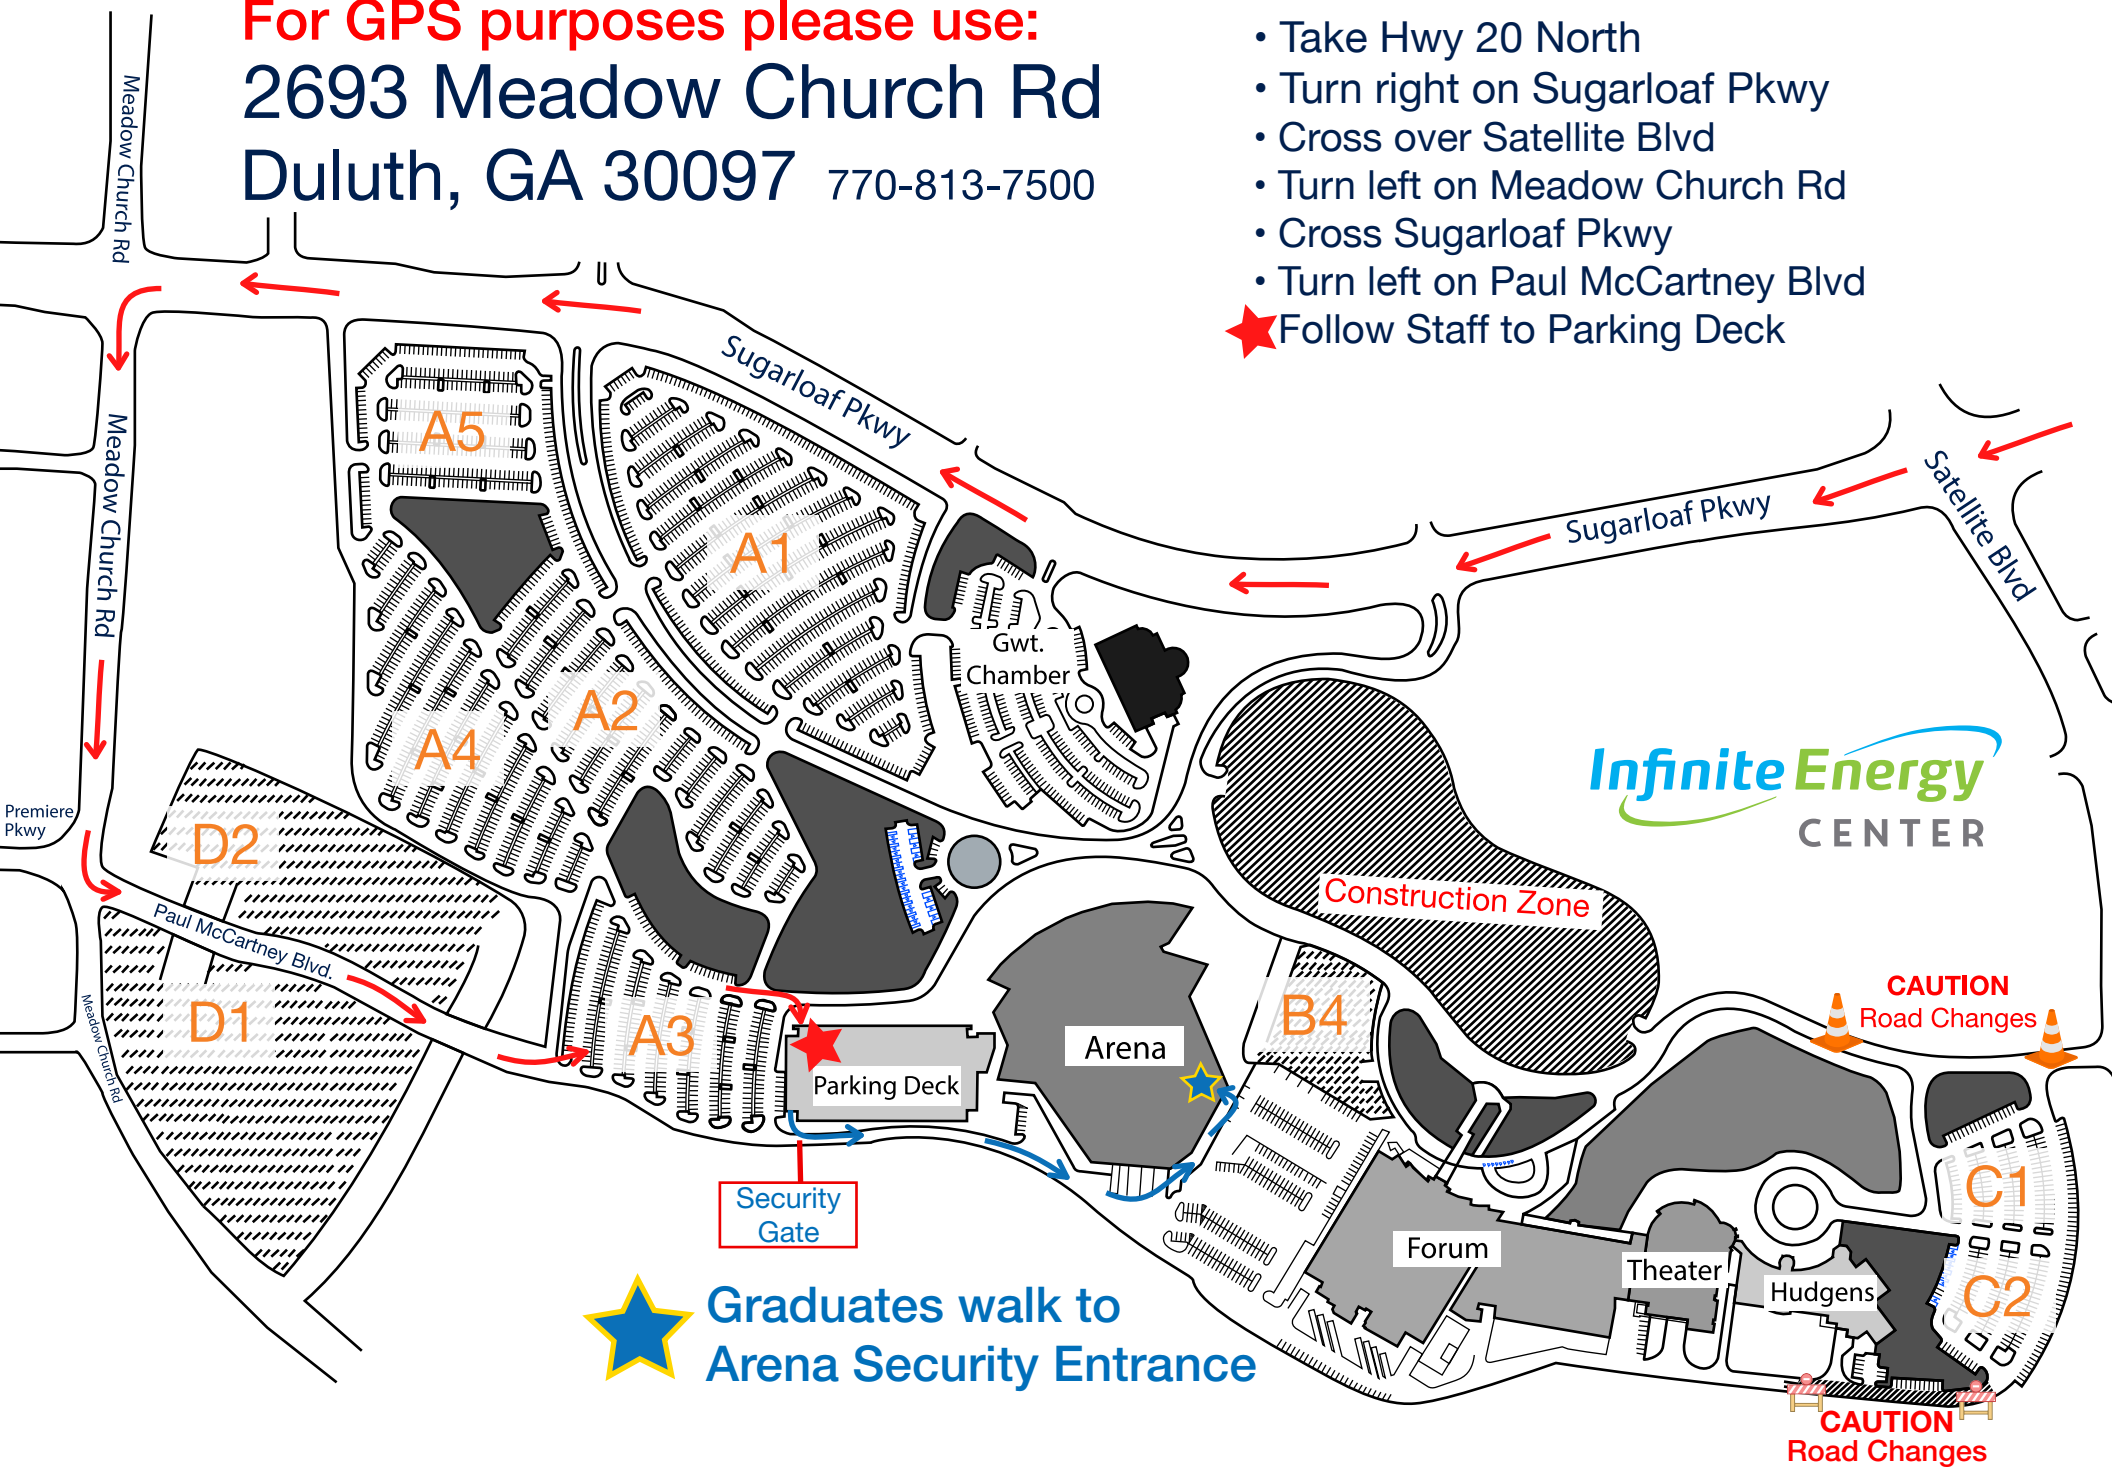 For GPS purposes please use:
2693 Meadow Church Rd
Duluth, GA 30097 770-813-7500
• Take Hwy 20 North
• Turn right on Sugarloaf Pkwy
• Cross over Satellite Blvd
• Turn left on Meadow Church Rd
• Cross Sugarloaf Pkwy
• Turn left on Paul McCartney Blvd
Follow Staff to Parking Deck
Meadow Church Rd
Sugarloaf Pkwy
A5
Meadow Church Rd
Satellite Blvd
Sugarloaf Pkwy
A1
Gwt.
Chamber
A2
A4
Infinite Energy
CENTER
Premiere
Pkwy
D2
Construction Zone
Paul McCartney Blvd.
D1
Meadow Church Rd
A3
B4
CAUTION
Road Changes
Arena
Parking Deck
Security
Gate
C1
Forum
Theater
Hudgens
C2
Graduates walk to
Arena Security Entrance
CAUTION
Road Changes